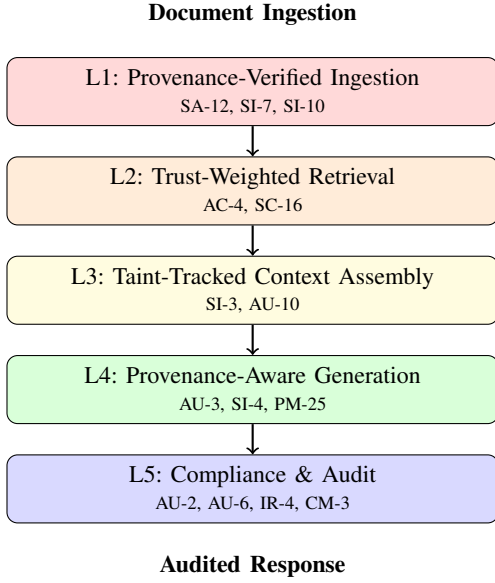 Document Ingestion
L1: Provenance-Verified Ingestion
SA-12, SI-7, SI-10
L2: Trust-Weighted Retrieval
AC-4, SC-16
L3: Taint-Tracked Context Assembly
SI-3, AU-10
L4: Provenance-Aware Generation
AU-3, SI-4, PM-25
L5: Compliance & Audit
AU-2, AU-6, IR-4, CM-3
Audited Response